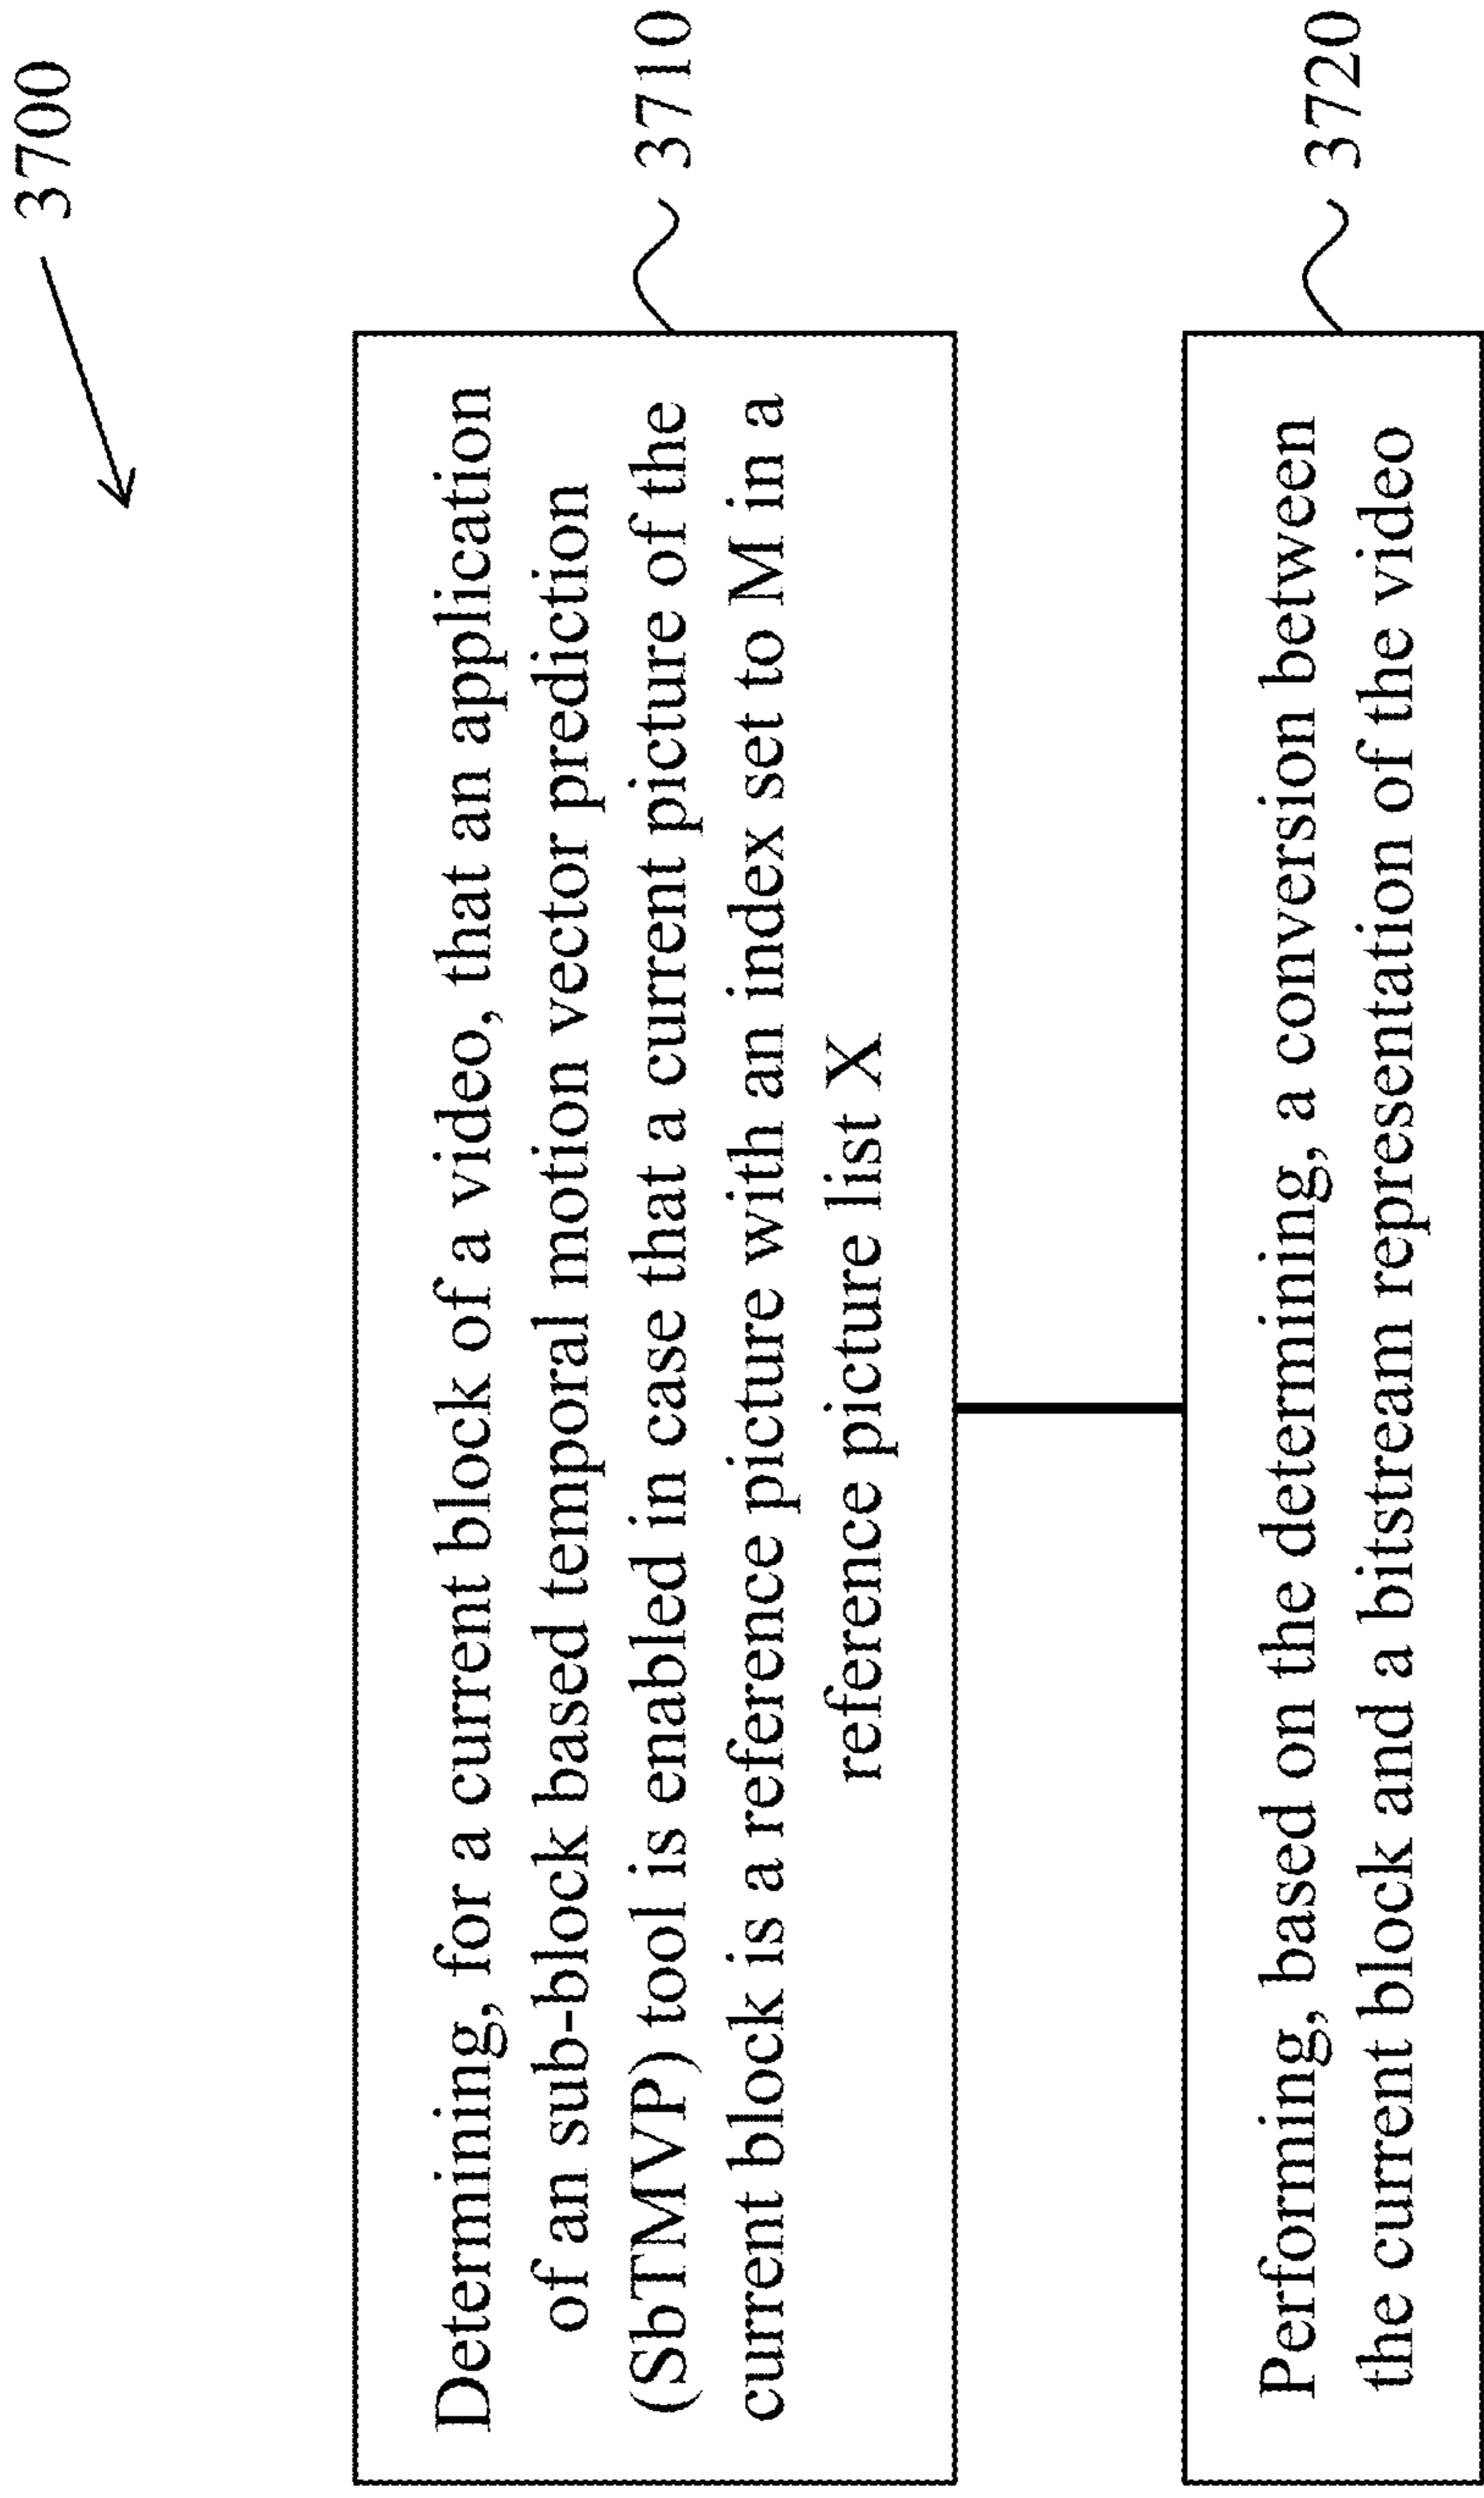 3700
Determining, for a current block of a video, that an application
of an sub-block based temporal motion vector prediction
(SbTMVP) tool is enabled in case that a current picture of the
current block is a reference picture with an index set to M in a
reference picture list X
3710
Performing, based on the determining, a conversion between
the current block and a bitstream representation of the video
3720